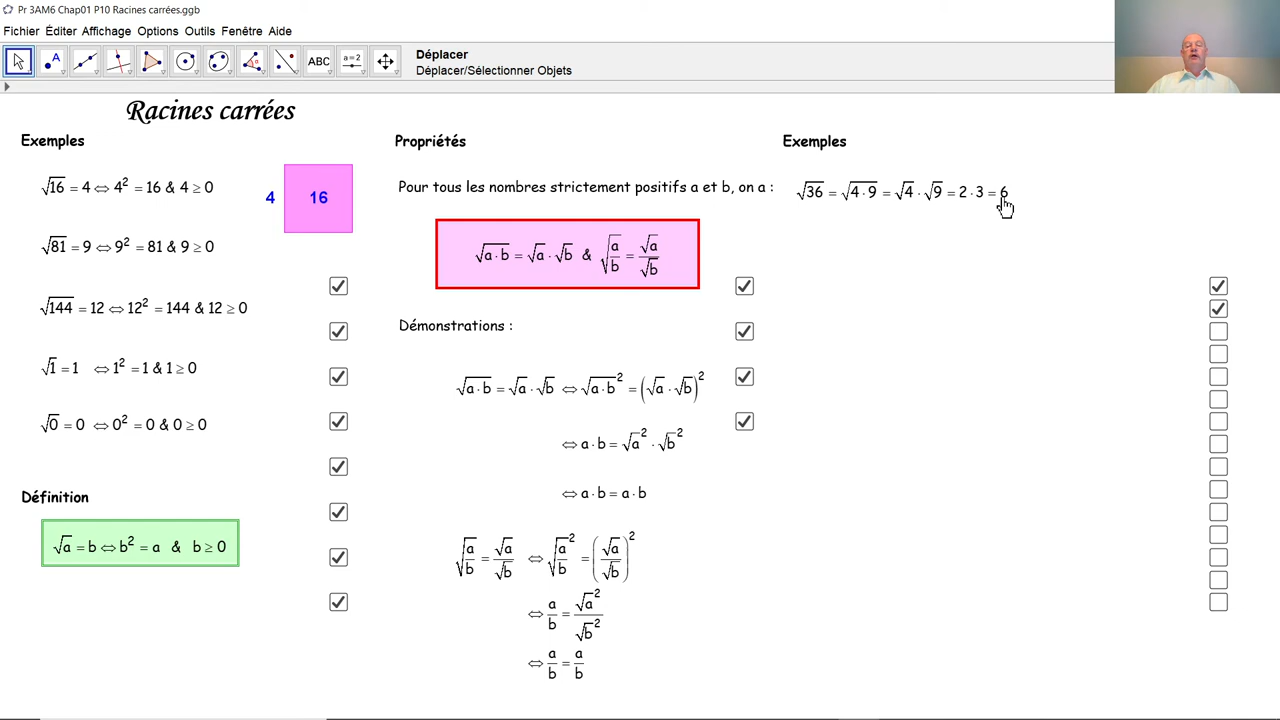 Pr 3AM6 Chap01 P10 Racines carrées.ggb
Fichier Éditer Affichage Options Outils Fenêtre Aide
A ABC a=2
Déplacer
Déplacer/Sélectionner Objets
Racines carrées
Exemples
√16 = 4 ⇔ 4² = 16 & 4 ≥ 0
4 16
√81 = 9 ⇔ 9² = 81 & 9 ≥ 0
√144 = 12 ⇔ 12² = 144 & 12 ≥ 0
√1 = 1 ⇔ 1² = 1 & 1 ≥ 0
√0 = 0 ⇔ 0² = 0 & 0 ≥ 0
Définition
√a = b ⇔ b² = a & b ≥ 0
Propriétés
Pour tous les nombres strictement positifs a et b, on a :
√(a·b) = √a · √b & √(a/b) = √a/√b
Démonstrations :
√(a·b) = √a · √b ⇔ √(a·b)² = (√a · √b)²
⇔ a·b = √a² · √b²
⇔ a·b = a·b
√(a/b) = √a/√b ⇔ √(a/b)² = (√a/√b)²
⇔ a/b = √a²/√b²
⇔ a/b = a/b
Exemples
√36 = √(4·9) = √4 · √9 = 2·3 = 6